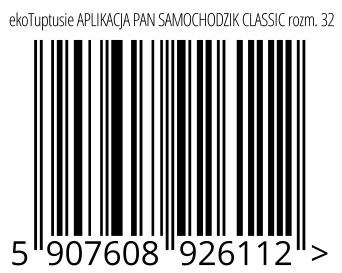 ekoTuptusie APLIKACJA PAN SAMOCHODZIK CLASSIC rozm. 32
5 907608 926112 >